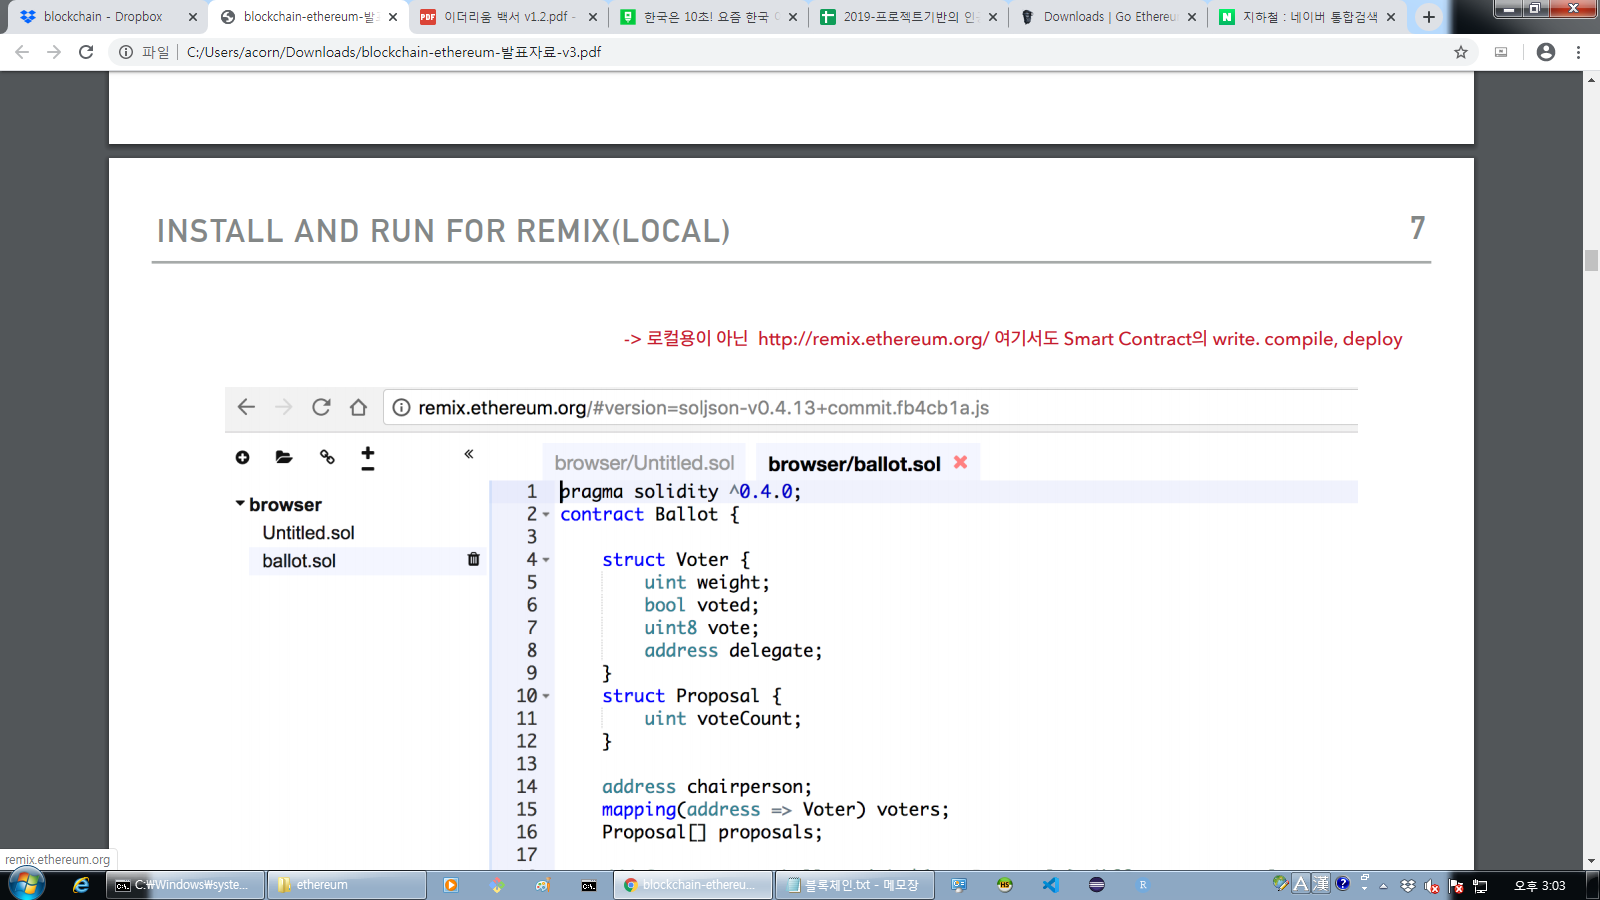 blockchain - Dropbox
blockchain-ethereum-발표
이더리움 백서 v1.2.pdf -
한국은 10초! 요즘 한국
2019-프로젝트기반의 인
Downloads | Go Ethereu
지하철 : 네이버 통합검색
파일
C:/Users/acorn/Downloads/blockchain-ethereum-발표자료-v3.pdf
INSTALL AND RUN FOR REMIX(LOCAL)
7
-> 로컬용이 아닌 http://remix.ethereum.org/ 여기서도 Smart Contract의 write. compile, deploy
remix.ethereum.org/#version=soljson-v0.4.13+commit.fb4cb1a.js
browser/Untitled.sol
browser/ballot.sol
browser
Untitled.sol
ballot.sol
1 pragma solidity ^0.4.0;
2 contract Ballot {
3
4 struct Voter {
5 uint weight;
6 bool voted;
7 uint8 vote;
8 address delegate;
9 }
10 struct Proposal {
11 uint voteCount;
12 }
13
14 address chairperson;
15 mapping(address => Voter) voters;
16 Proposal[] proposals;
17
remix.ethereum.org
C:₩Windows₩syste...
ethereum
blockchain-ethereu...
블록체인.txt - 메모장
A 漢
오후 3:03